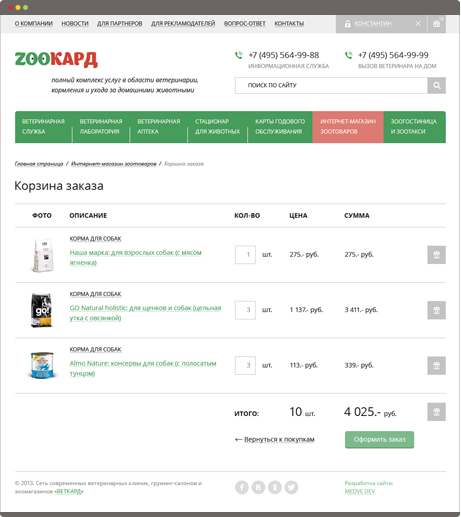 О КОМПАНИИ НОВОСТИ ДЛЯ ПАРТНЕРОВ ДЛЯ РЕКЛАМОДАТЕЛЕЙ ВОПРОС-ОТВЕТ КОНТАКТЫ КОНСТАНТИН
ZOOКАРД
полный комплекс услуг в области ветеринарии,
кормления и ухода за домашними животными
+7 (495) 564-99-88 +7 (495) 564-99-99
ИНФОРМАЦИОННАЯ СЛУЖБА ВЫЗОВ ВЕТЕРИНАРА НА ДОМ
ПОИСК ПО САЙТУ
ВЕТЕРИНАРНАЯ ВЕТЕРИНАРНАЯ ВЕТЕРИНАРНАЯ СТАЦИОНАР КАРТЫ ГОДОВОГО ИНТЕРНЕТ-МАГАЗИН ЗООГОСТИНИЦА
СЛУЖБА ЛАБОРАТОРИЯ АПТЕКА ДЛЯ ЖИВОТНЫХ ОБСЛУЖИВАНИЯ ЗООТОВАРОВ И ЗООТАКСИ
Главная страница / Интернет-магазин зоотоваров / Корзина заказа
Корзина заказа
ФОТО ОПИСАНИЕ КОЛ-ВО ЦЕНА СУММА
КОРМА ДЛЯ СОБАК
Наша марка: для взрослых собак (с мясом
ягненка)
1 шт. 275.- руб. 275.- руб.
КОРМА ДЛЯ СОБАК
GO Natural holistic: для щенков и собак (цельная
утка с овсянкой)
go!
3 шт. 1 137.- руб. 3 411.- руб.
КОРМА ДЛЯ СОБАК
Almo Nature: консервы для собак (с полосатым
тунцом)
3 шт. 113.- руб. 339.- руб.
ИТОГО: 10 шт. 4 025.- руб.
← Вернуться к покупкам Оформить заказ
© 2013. Сеть современных ветеринарных клиник, груминг-салонов и
зоомагазинов «ВЕТКАРД»
Разработка сайта:
MEDVE.DEV